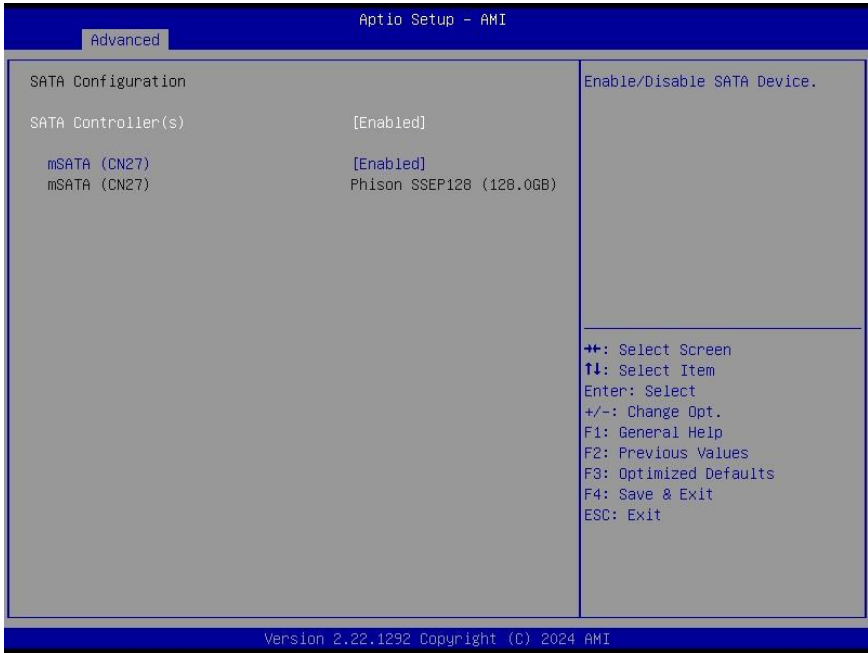 Aptio Setup - AMI
Advanced
SATA Configuration
SATA Controller(s) [Enabled]
mSATA (CN27) [Enabled]
mSATA (CN27) Phison SSEP128 (128.0GB)
Enable/Disable SATA Device.
→←: Select Screen
↑↓: Select Item
Enter: Select
+/-: Change Opt.
F1: General Help
F2: Previous Values
F3: Optimized Defaults
F4: Save & Exit
ESC: Exit
Version 2.22.1292 Copyright (C) 2024 AMI